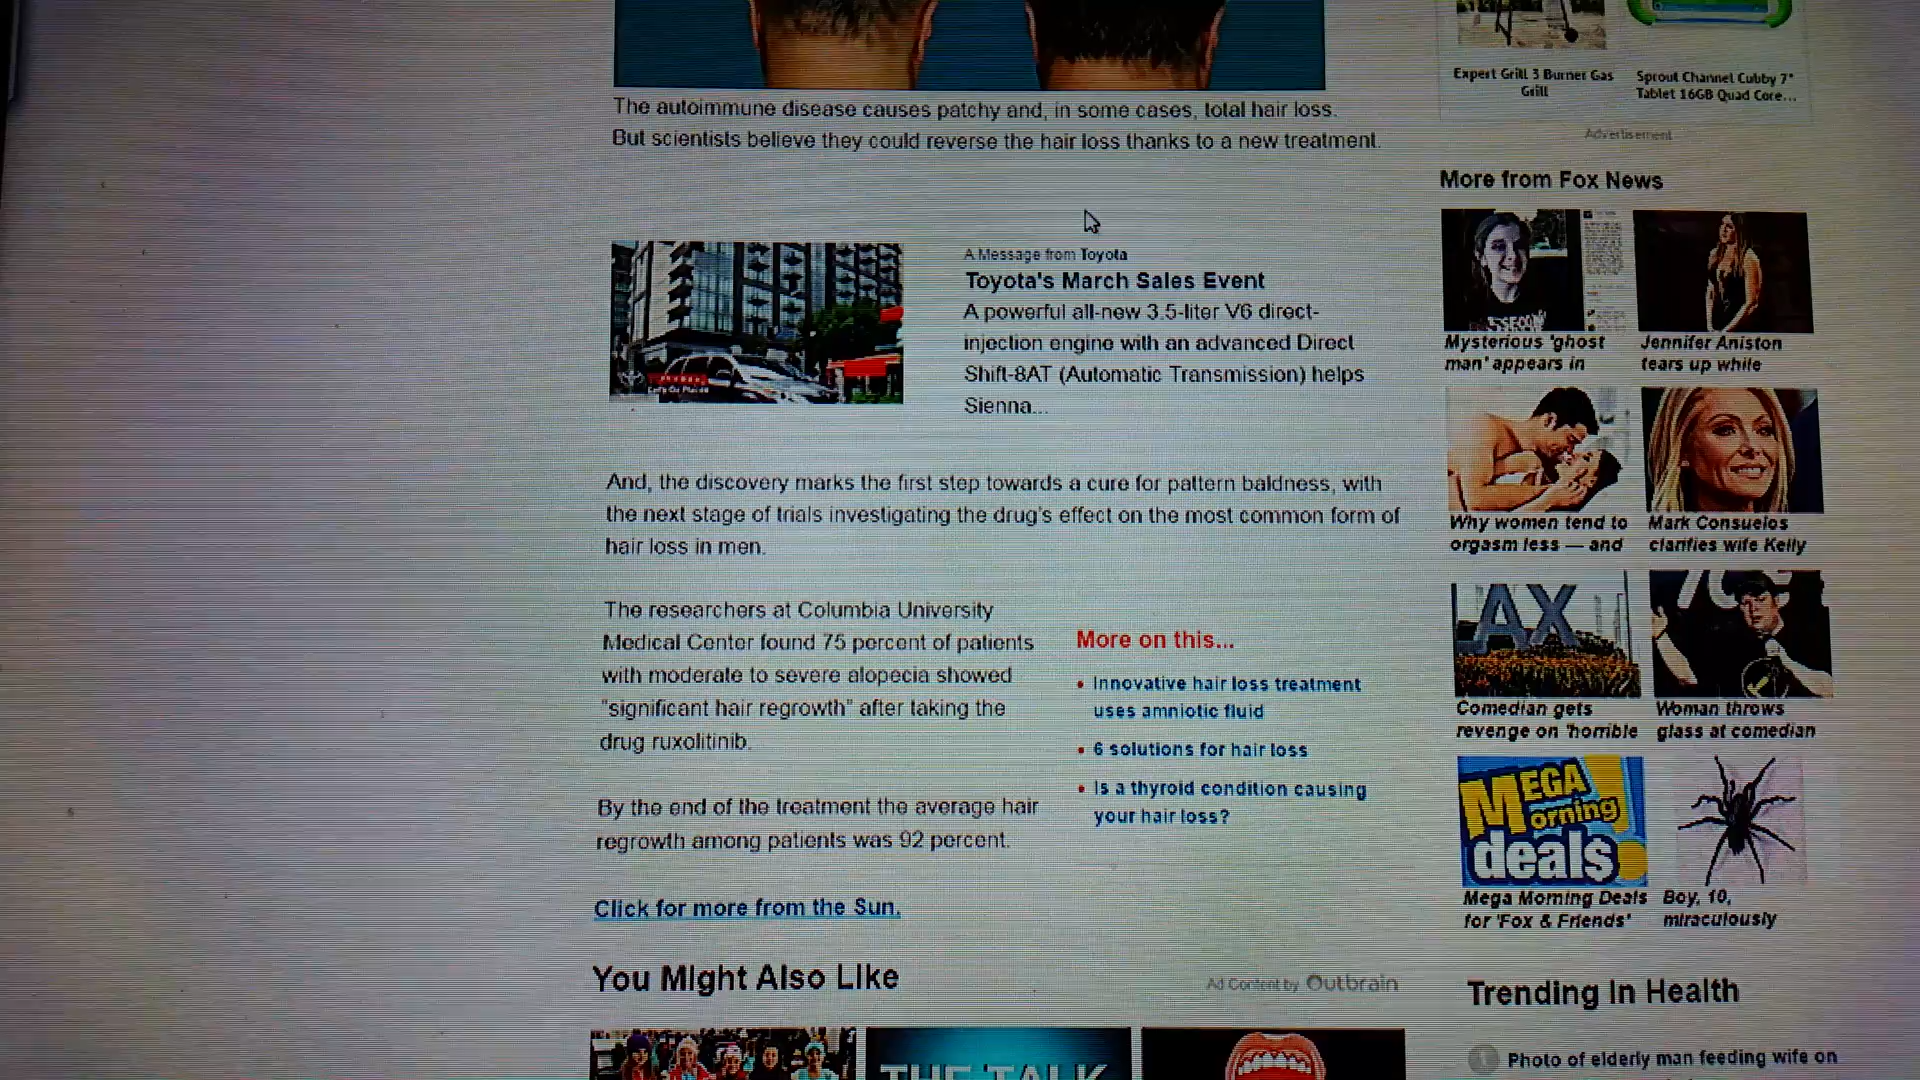 Expert Grill 3 Burner Gas
Grill
Sprout Channel Cubby 7"
Tablet 16GB Quad Core...
Advertisement
The autoimmune disease causes patchy and, in some cases, total hair loss.
But scientists believe they could reverse the hair loss thanks to a new treatment.
A Message from Toyota
Toyota's March Sales Event
A powerful all-new 3.5-liter V6 direct-
injection engine with an advanced Direct
Shift-8AT (Automatic Transmission) helps
Sienna...
Let's Go Places
And, the discovery marks the first step towards a cure for pattern baldness, with
the next stage of trials investigating the drug's effect on the most common form of
hair loss in men.
The researchers at Columbia University
Medical Center found 75 percent of patients
with moderate to severe alopecia showed
"significant hair regrowth" after taking the
drug ruxolitinib.
By the end of the treatment the average hair
regrowth among patients was 92 percent.
More on this...
• Innovative hair loss treatment
uses amniotic fluid
• 6 solutions for hair loss
• Is a thyroid condition causing
your hair loss?
Click for more from the Sun.
You Might Also Like
Ad Content by Outbrain
THE TALK
More from Fox News
Mysterious 'ghost
man' appears in
Jennifer Aniston
tears up while
Why women tend to
orgasm less — and
Mark Consuelos
clarifies wife Kelly
AX
Comedian gets
revenge on 'horrible
Woman throws
glass at comedian
MEGA
Morning
deals
Mega Morning Deals
for 'Fox & Friends'
Boy, 10,
miraculously
Trending in Health
1 Photo of elderly man feeding wife on